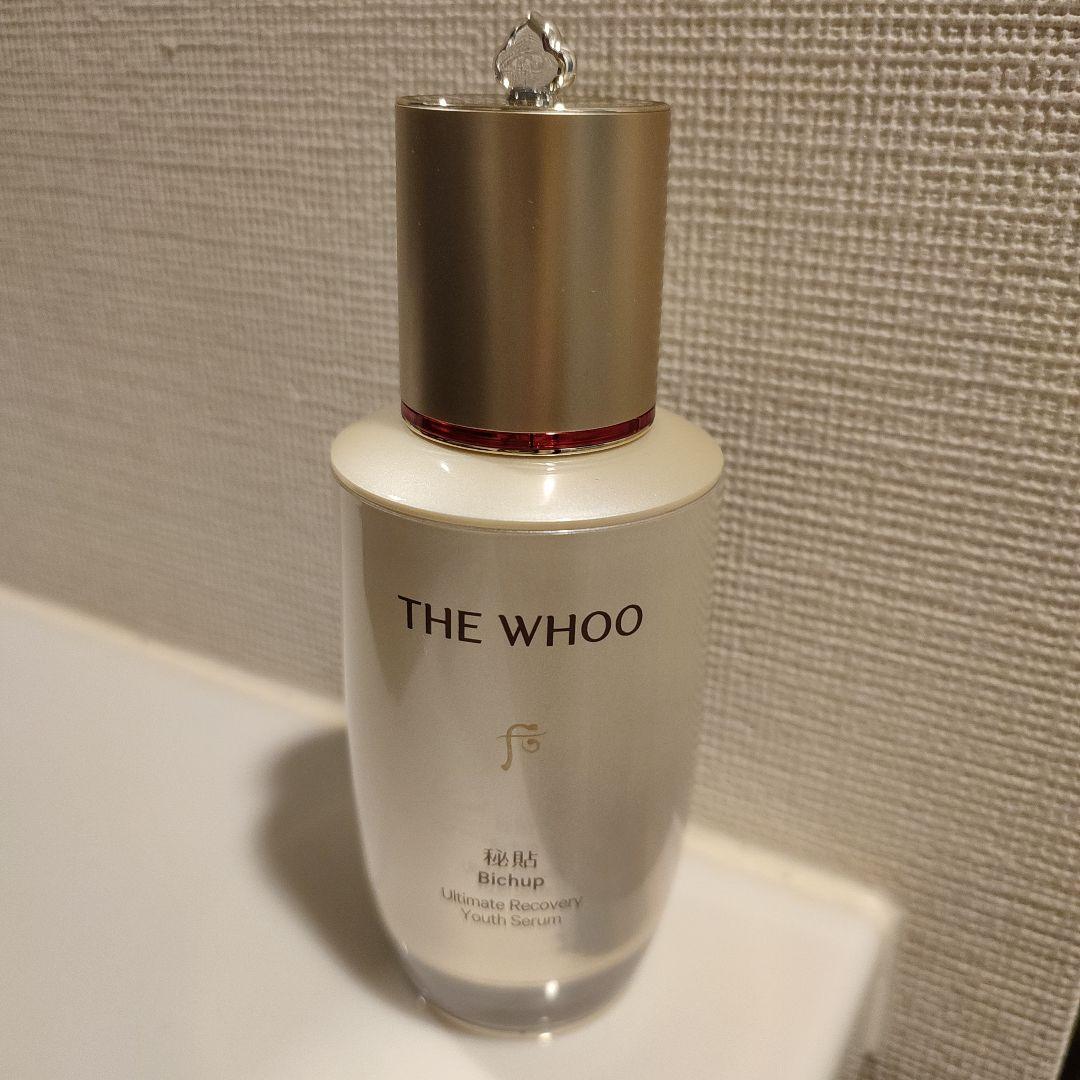 THE WHOO
秘貼
Bichup
Ultimate Recovery
Youth Serum